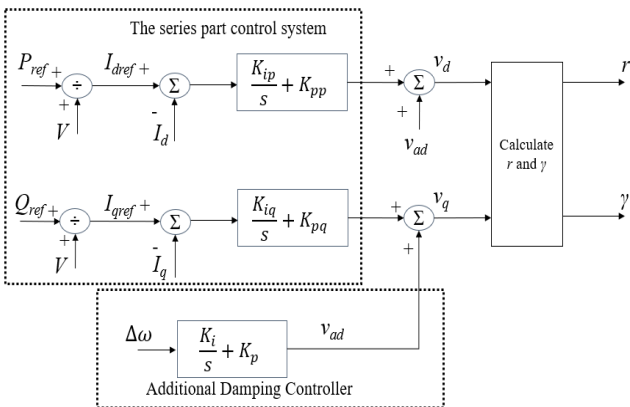 The series part control system
P_ref + ÷ I_dref + Σ K_ip/s + K_pp + Σ v_d r
+ V - I_d + v_ad
Calculate
r and γ
Q_ref + ÷ I_qref + Σ K_iq/s + K_pq + Σ v_q γ
+ V - I_q +
Δω K_i/s + K_p v_ad
Additional Damping Controller